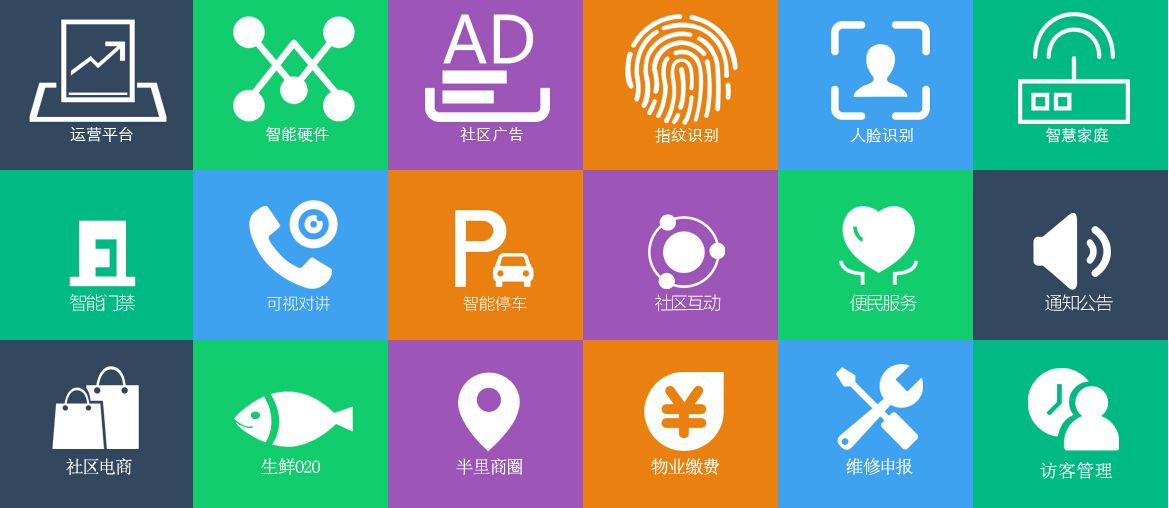 运营平台
智能硬件
AD
社区广告
指纹识别
人脸识别
智慧家庭
智能门禁
可视对讲
P
智能停车
社区互动
便民服务
通知公告
社区电商
生鲜O2O
半里商圈
¥
物业缴费
维修申报
访客管理